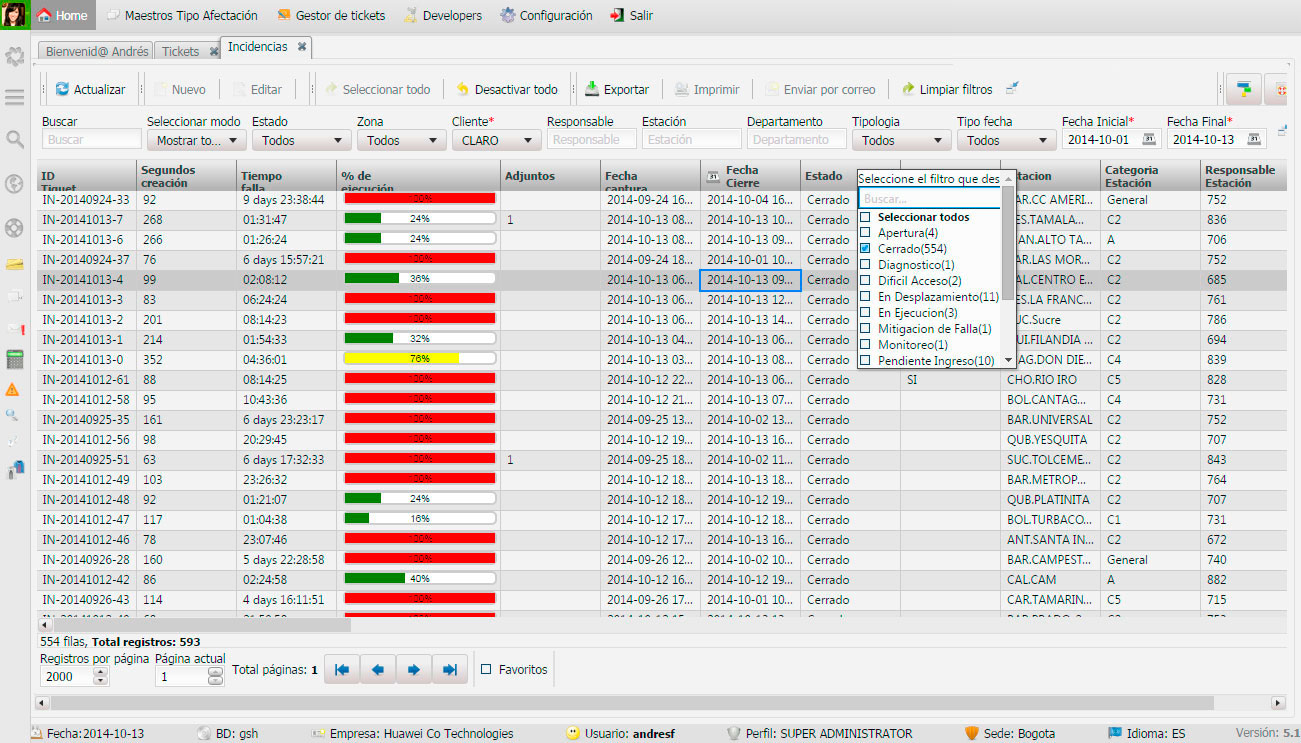 Home Maestros Tipo Afectación Gestor de tickets Developers Configuración Salir
Bienvenid@ Andrés Tickets Incidencias
Actualizar Nuevo Editar Seleccionar todo Desactivar todo Exportar Imprimir Enviar por correo Limpiar filtros
Buscar Seleccionar modo Estado Zona Cliente* Responsable Estación Departamento Tipologia Tipo fecha Fecha Inicial* Fecha Final*
Buscar Mostrar to... Todos Todos CLARO Responsable Estación Departamento Todos Todos 2014-10-01 2014-10-13
ID Tiquet Segundos creación Tiempo falla % de ejecución Adjuntos Fecha captura Fecha Cierre Estado tacion Categoria Estación Responsable Estación
Seleccione el filtro que des
Buscar...
Seleccionar todos
Apertura(4)
Cerrado(554)
Diagnostico(1)
Dificil Acceso(2)
En Desplazamiento(11)
En Ejecucion(3)
Mitigacion de Falla(1)
Monitoreo(1)
Pendiente Ingreso(10)
IN-20140924-33 92 9 days 23:38:44 100% 2014-09-24 16... 2014-10-04 16... Cerrado AR.CC AMERI... General 752
IN-20141013-7 268 01:31:47 24% 1 2014-10-13 08... 2014-10-13 10... Cerrado ES.TAMALA... C2 836
IN-20141013-6 266 01:26:24 24% 2014-10-13 08... 2014-10-13 09... Cerrado AN.ALTO TA... A 706
IN-20140924-37 76 6 days 15:57:21 100% 2014-09-24 18... 2014-10-01 10... Cerrado AR.LAS MOR... C2 752
IN-20141013-4 99 02:08:12 36% 2014-10-13 06... 2014-10-13 09... Cerrado AL.CENTRO E... C2 685
IN-20141013-3 83 06:24:24 100% 2014-10-13 06... 2014-10-13 12... Cerrado ES.LA FRANC... C2 761
IN-20141013-2 201 08:14:23 100% 2014-10-13 06... 2014-10-13 14... Cerrado UC.Sucre C2 786
IN-20141013-1 214 01:54:33 32% 2014-10-13 04... 2014-10-13 06... Cerrado UI.FILANDIA ... C2 694
IN-20141013-0 352 04:36:01 76% 2014-10-13 03... 2014-10-13 08... Cerrado AG.DON DIE... C4 839
IN-20141012-61 88 08:14:25 100% 2014-10-12 22... 2014-10-13 06... Cerrado SI CHO.RIO IRO C5 828
IN-20141012-58 95 10:43:36 100% 2014-10-12 21... 2014-10-13 07... Cerrado BOL.CANTAG... C4 731
IN-20140925-35 161 6 days 23:23:17 100% 2014-09-25 13... 2014-10-02 13... Cerrado BAR.UNIVERSAL C2 752
IN-20141012-56 98 20:29:45 100% 2014-10-12 19... 2014-10-13 16... Cerrado QUB.YESQUITA C2 707
IN-20140925-51 63 6 days 17:32:33 100% 1 2014-09-25 18... 2014-10-02 11... Cerrado SUC.TOLCEME... C2 843
IN-20141012-49 103 23:26:32 100% 2014-10-12 18... 2014-10-13 18... Cerrado BAR.METROP... C2 764
IN-20141012-48 92 01:21:07 24% 2014-10-12 18... 2014-10-12 19... Cerrado QUB.PLATINITA C2 707
IN-20141012-47 117 01:04:38 16% 2014-10-12 17... 2014-10-12 18... Cerrado BOL.TURBACO... C1 731
IN-20141012-46 78 23:07:46 100% 2014-10-12 17... 2014-10-13 16... Cerrado ANT.SANTA IN... C2 672
IN-20140926-28 160 5 days 22:28:58 100% 2014-09-26 12... 2014-10-02 10... Cerrado BAR.CAMPEST... General 740
IN-20141012-42 86 02:24:58 40% 2014-10-12 16... 2014-10-12 19... Cerrado CAL.CAM A 882
IN-20140926-43 114 4 days 16:11:51 100% 2014-09-26 17... 2014-10-01 10... Cerrado CAR.TAMARIN... C5 715
554 filas, Total registros: 593
Registros por página Página actual
2000 1 Total páginas: 1 Favoritos
Fecha:2014-10-13 BD: gsh Empresa: Huawei Co Technologies Usuario: andresf Perfil: SUPER ADMINISTRATOR Sede: Bogota Idioma: ES Versión: 5.1